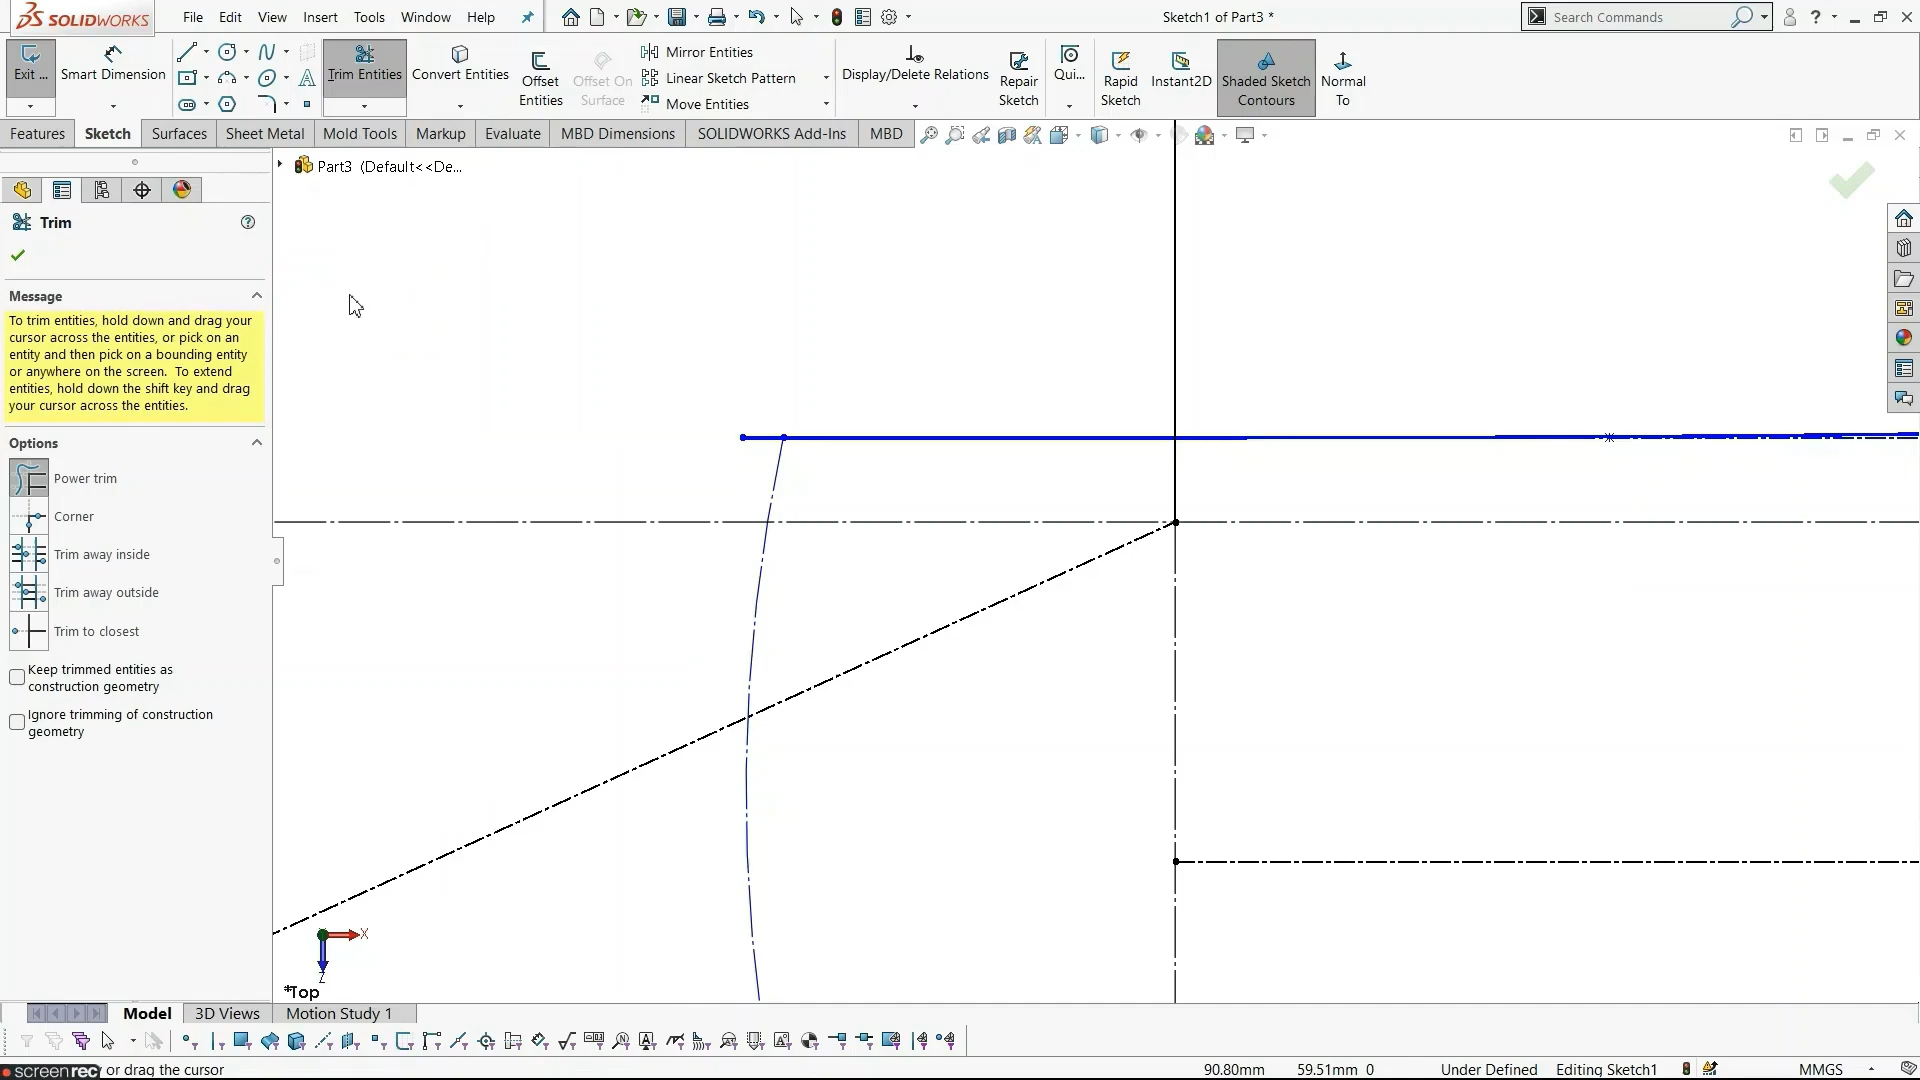 SOLIDWORKS
File Edit View Insert Tools Window Help
Sketch1 of Part3 *
Search Commands
?
Exit ...
Smart Dimension
Trim Entities
Convert Entities
Offset Entities
Offset On Surface
Mirror Entities
Linear Sketch Pattern
Move Entities
Display/Delete Relations
Repair Sketch
Qui...
Rapid Sketch
Instant2D
Shaded Sketch Contours
Normal To
Features Sketch Surfaces Sheet Metal Mold Tools Markup Evaluate MBD Dimensions SOLIDWORKS Add-Ins MBD
Part3 (Default<<De...
Trim
?
Message
To trim entities, hold down and drag your
cursor across the entities, or pick on an
entity and then pick on a bounding entity
or anywhere on the screen. To extend
entities, hold down the shift key and drag
your cursor across the entities.
Options
Power trim
Corner
Trim away inside
Trim away outside
Trim to closest
Keep trimmed entities as
construction geometry
Ignore trimming of construction
geometry
X
Z
*Top
Model 3D Views Motion Study 1
screenrec or drag the cursor
90.80mm 59.51mm 0 Under Defined Editing Sketch1 MMGS